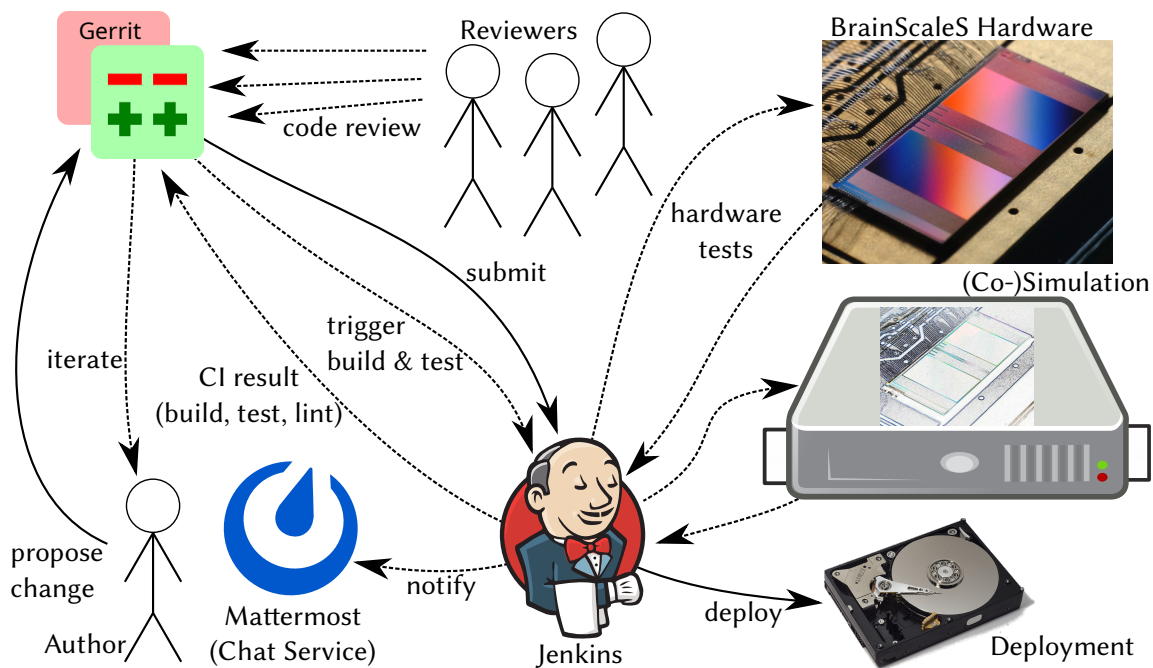 Gerrit
Reviewers
BrainScaleS Hardware
code review
hardware
tests
submit
(Co-)Simulation
trigger
build & test
iterate
CI result
(build, test, lint)
propose
change
notify
deploy
Author
Mattermost
(Chat Service)
Jenkins
Deployment